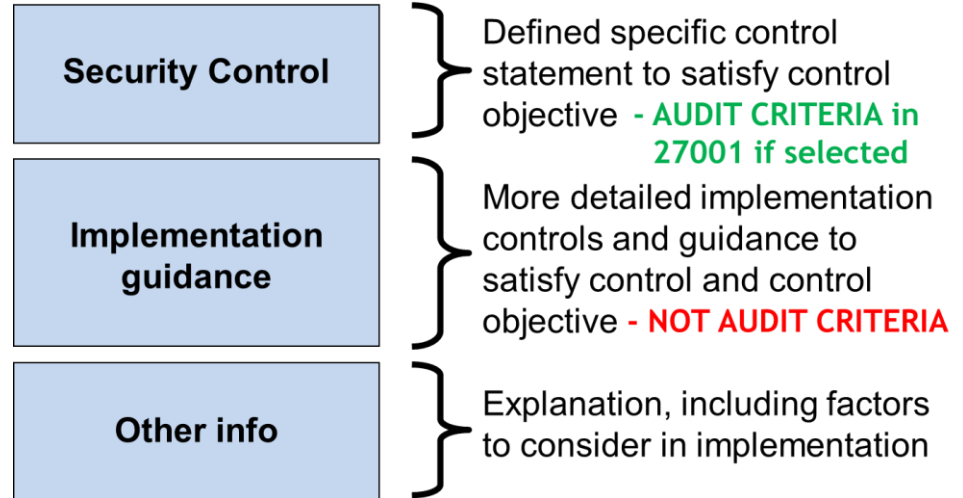 Security Control
Defined specific control
statement to satisfy control
objective - AUDIT CRITERIA in
27001 if selected
Implementation
guidance
More detailed implementation
controls and guidance to
satisfy control and control
objective - NOT AUDIT CRITERIA
Other info
Explanation, including factors
to consider in implementation